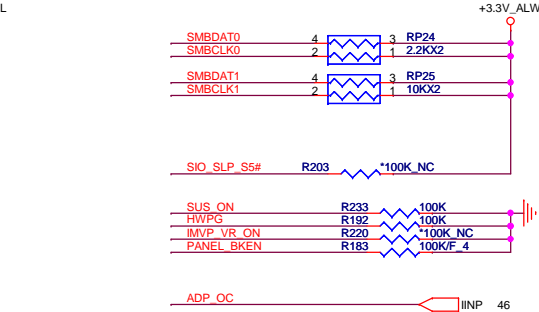 L
+3.3V_ALW
SMBDAT0 4 3 RP24
SMBCLK0 2 1 2.2KX2
SMBDAT1 4 3 RP25
SMBCLK1 2 1 10KX2
SIO_SLP_S5# R203 *100K_NC
SUS_ON R233 100K
HWPG R192 100K
IMVP_VR_ON R220 *100K_NC
PANEL_BKEN R183 100K/F_4
ADP_OC IINP 46